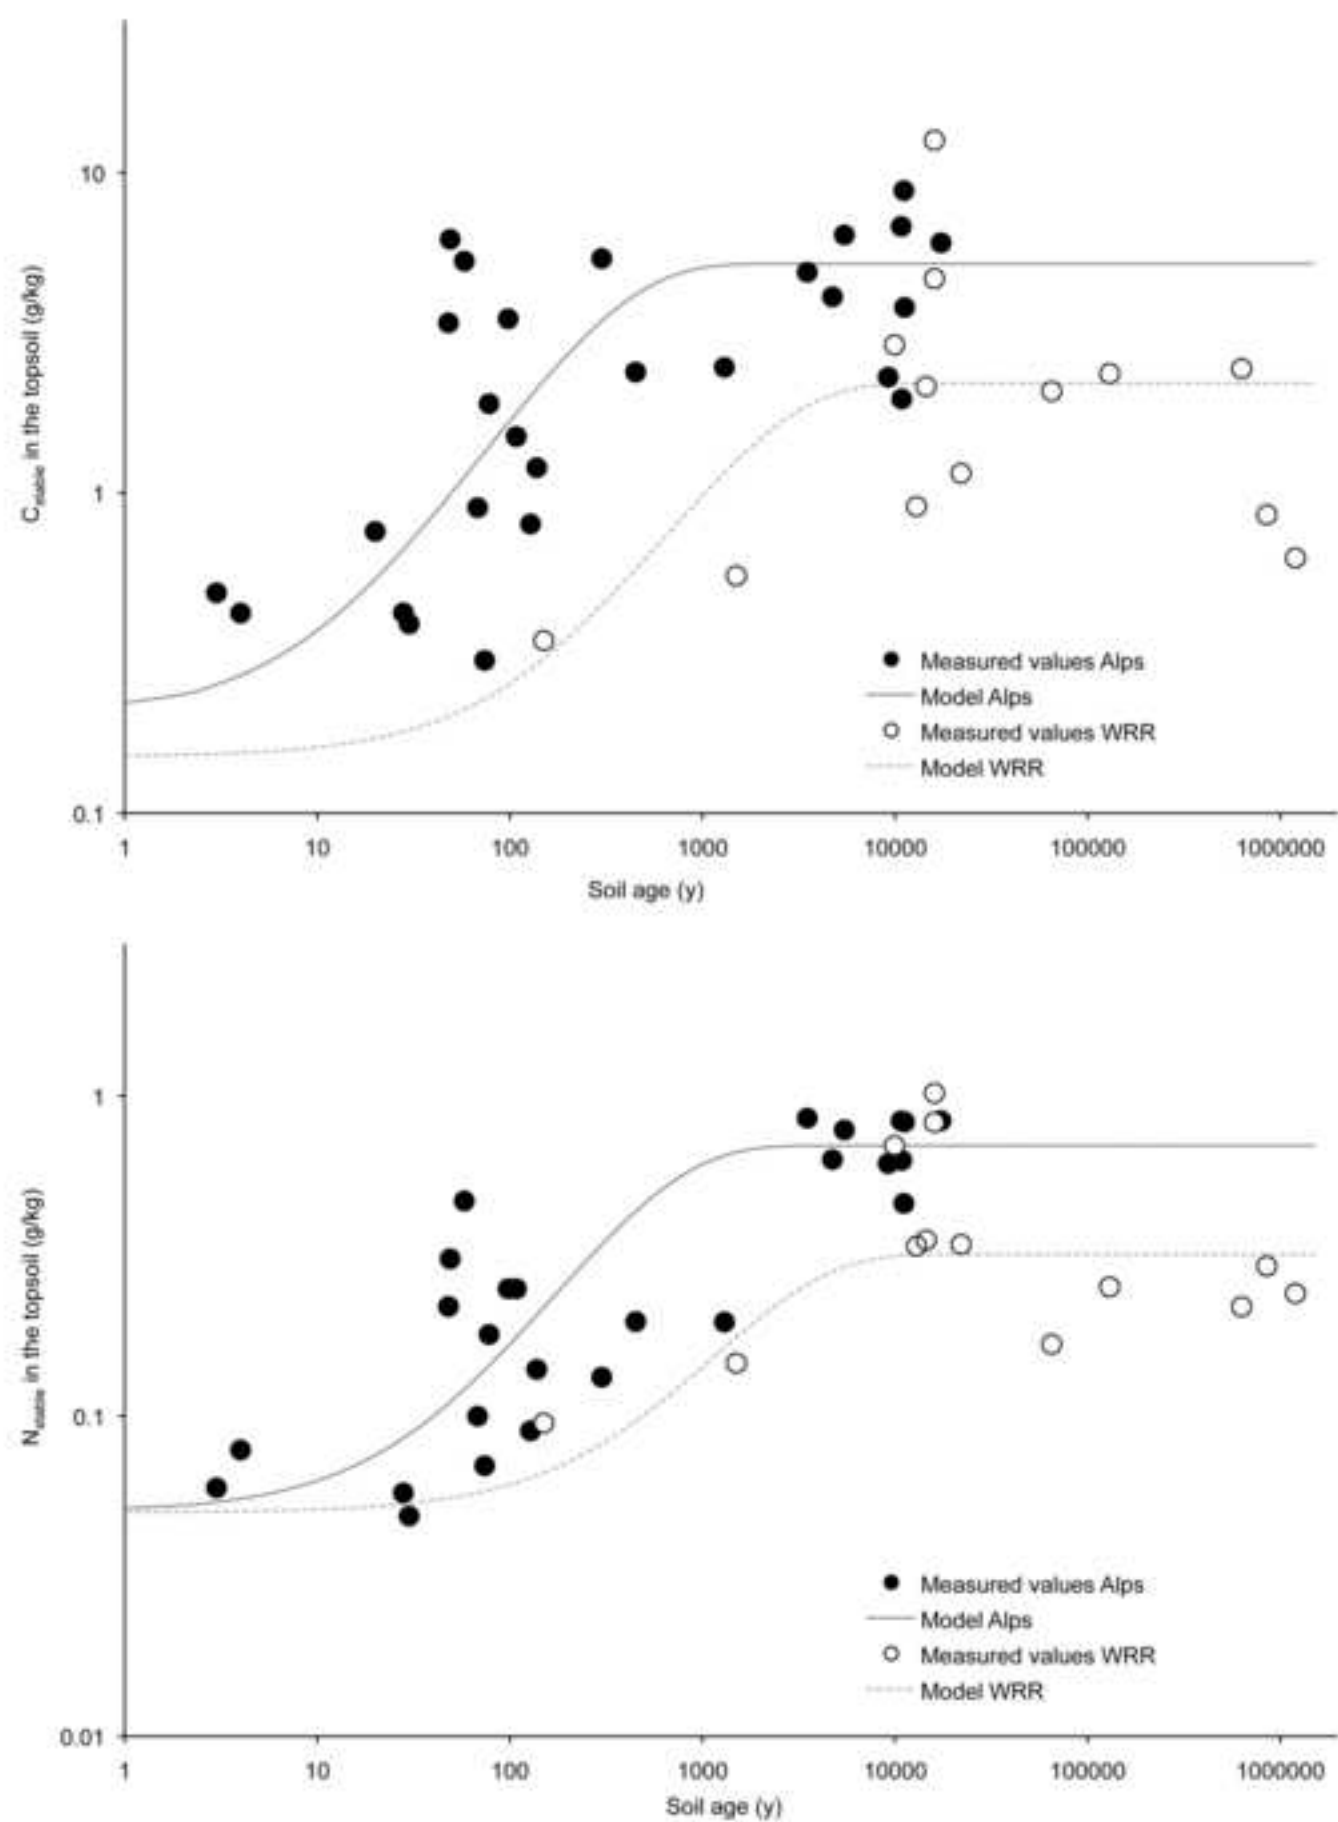 10
1
0.1
C stable in the topsoil (g/kg)
1 10 100 1000 10000 100000 1000000
Soil age (y)
Measured values Alps
Model Alps
Measured values WRR
Model WRR
1
0.1
0.01
N stable in the topsoil (g/kg)
1 10 100 1000 10000 100000 1000000
Soil age (y)
Measured values Alps
Model Alps
Measured values WRR
Model WRR